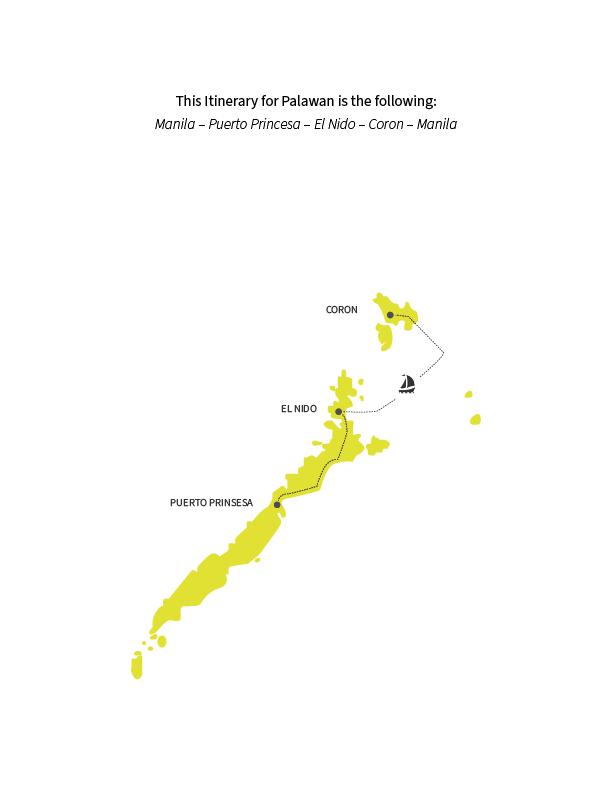 This Itinerary for Palawan is the following:
Manila – Puerto Princesa – El Nido – Coron – Manila
CORON
EL NIDO
PUERTO PRINSESA